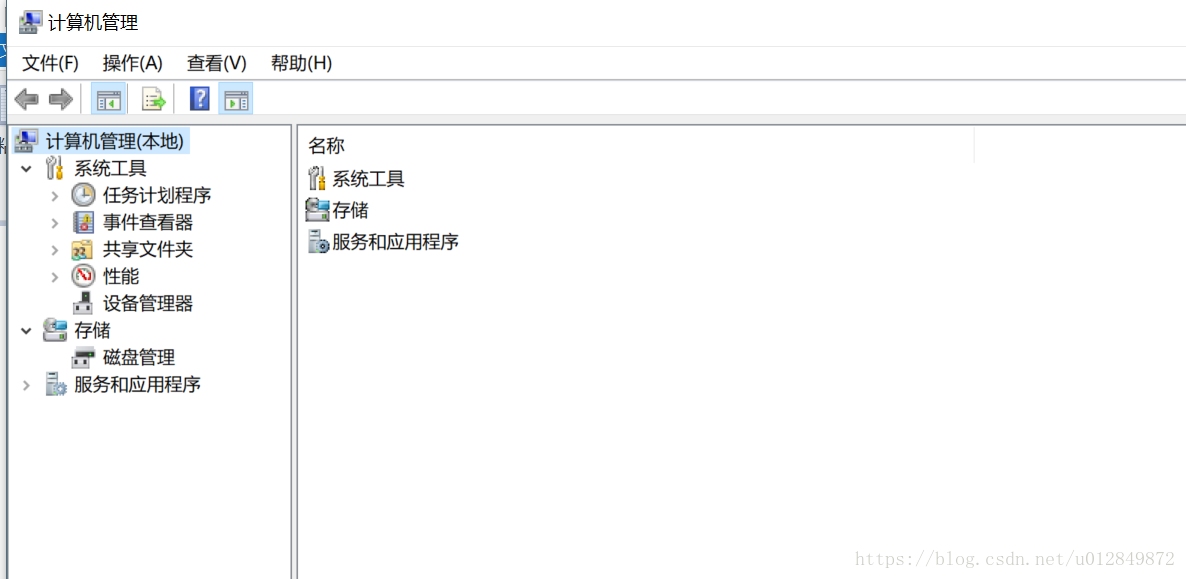 计算机管理
文件(F) 操作(A) 查看(V) 帮助(H)
计算机管理(本地)
系统工具
任务计划程序
事件查看器
共享文件夹
性能
设备管理器
存储
磁盘管理
服务和应用程序
名称
系统工具
存储
服务和应用程序
https://blog.csdn.net/u012849872